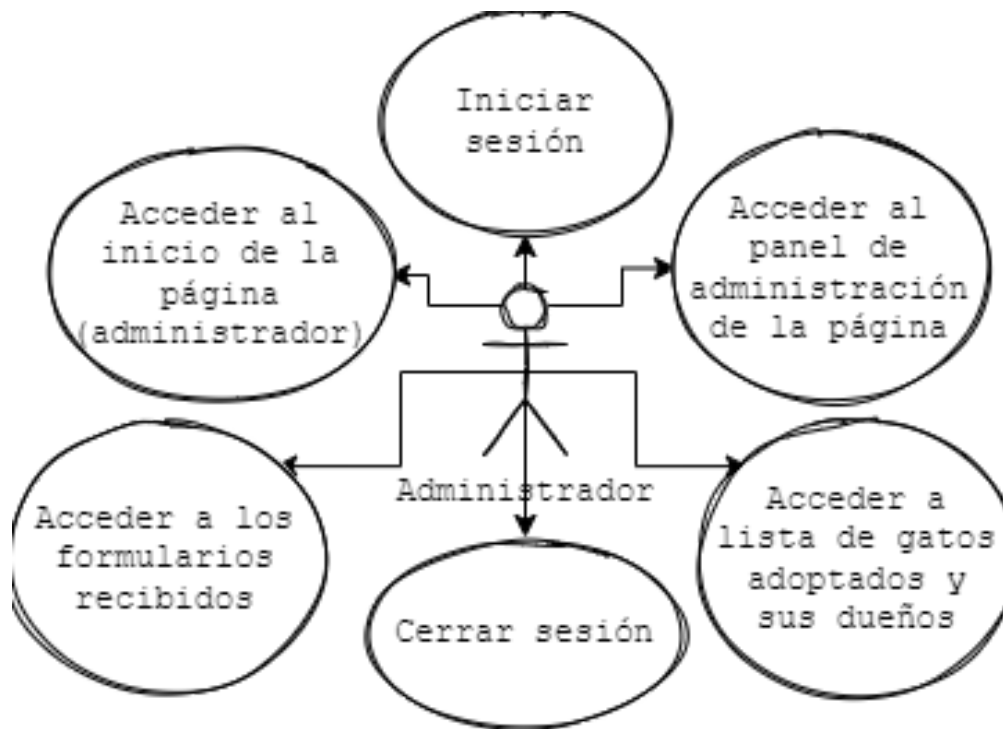 Iniciar
sesión
Acceder al
inicio de la
página
(administrador)
Acceder al
panel de
administración
de la página
Administrador
Acceder a los
formularios
recibidos
Cerrar sesión
Acceder a
lista de gatos
adoptados y
sus dueños